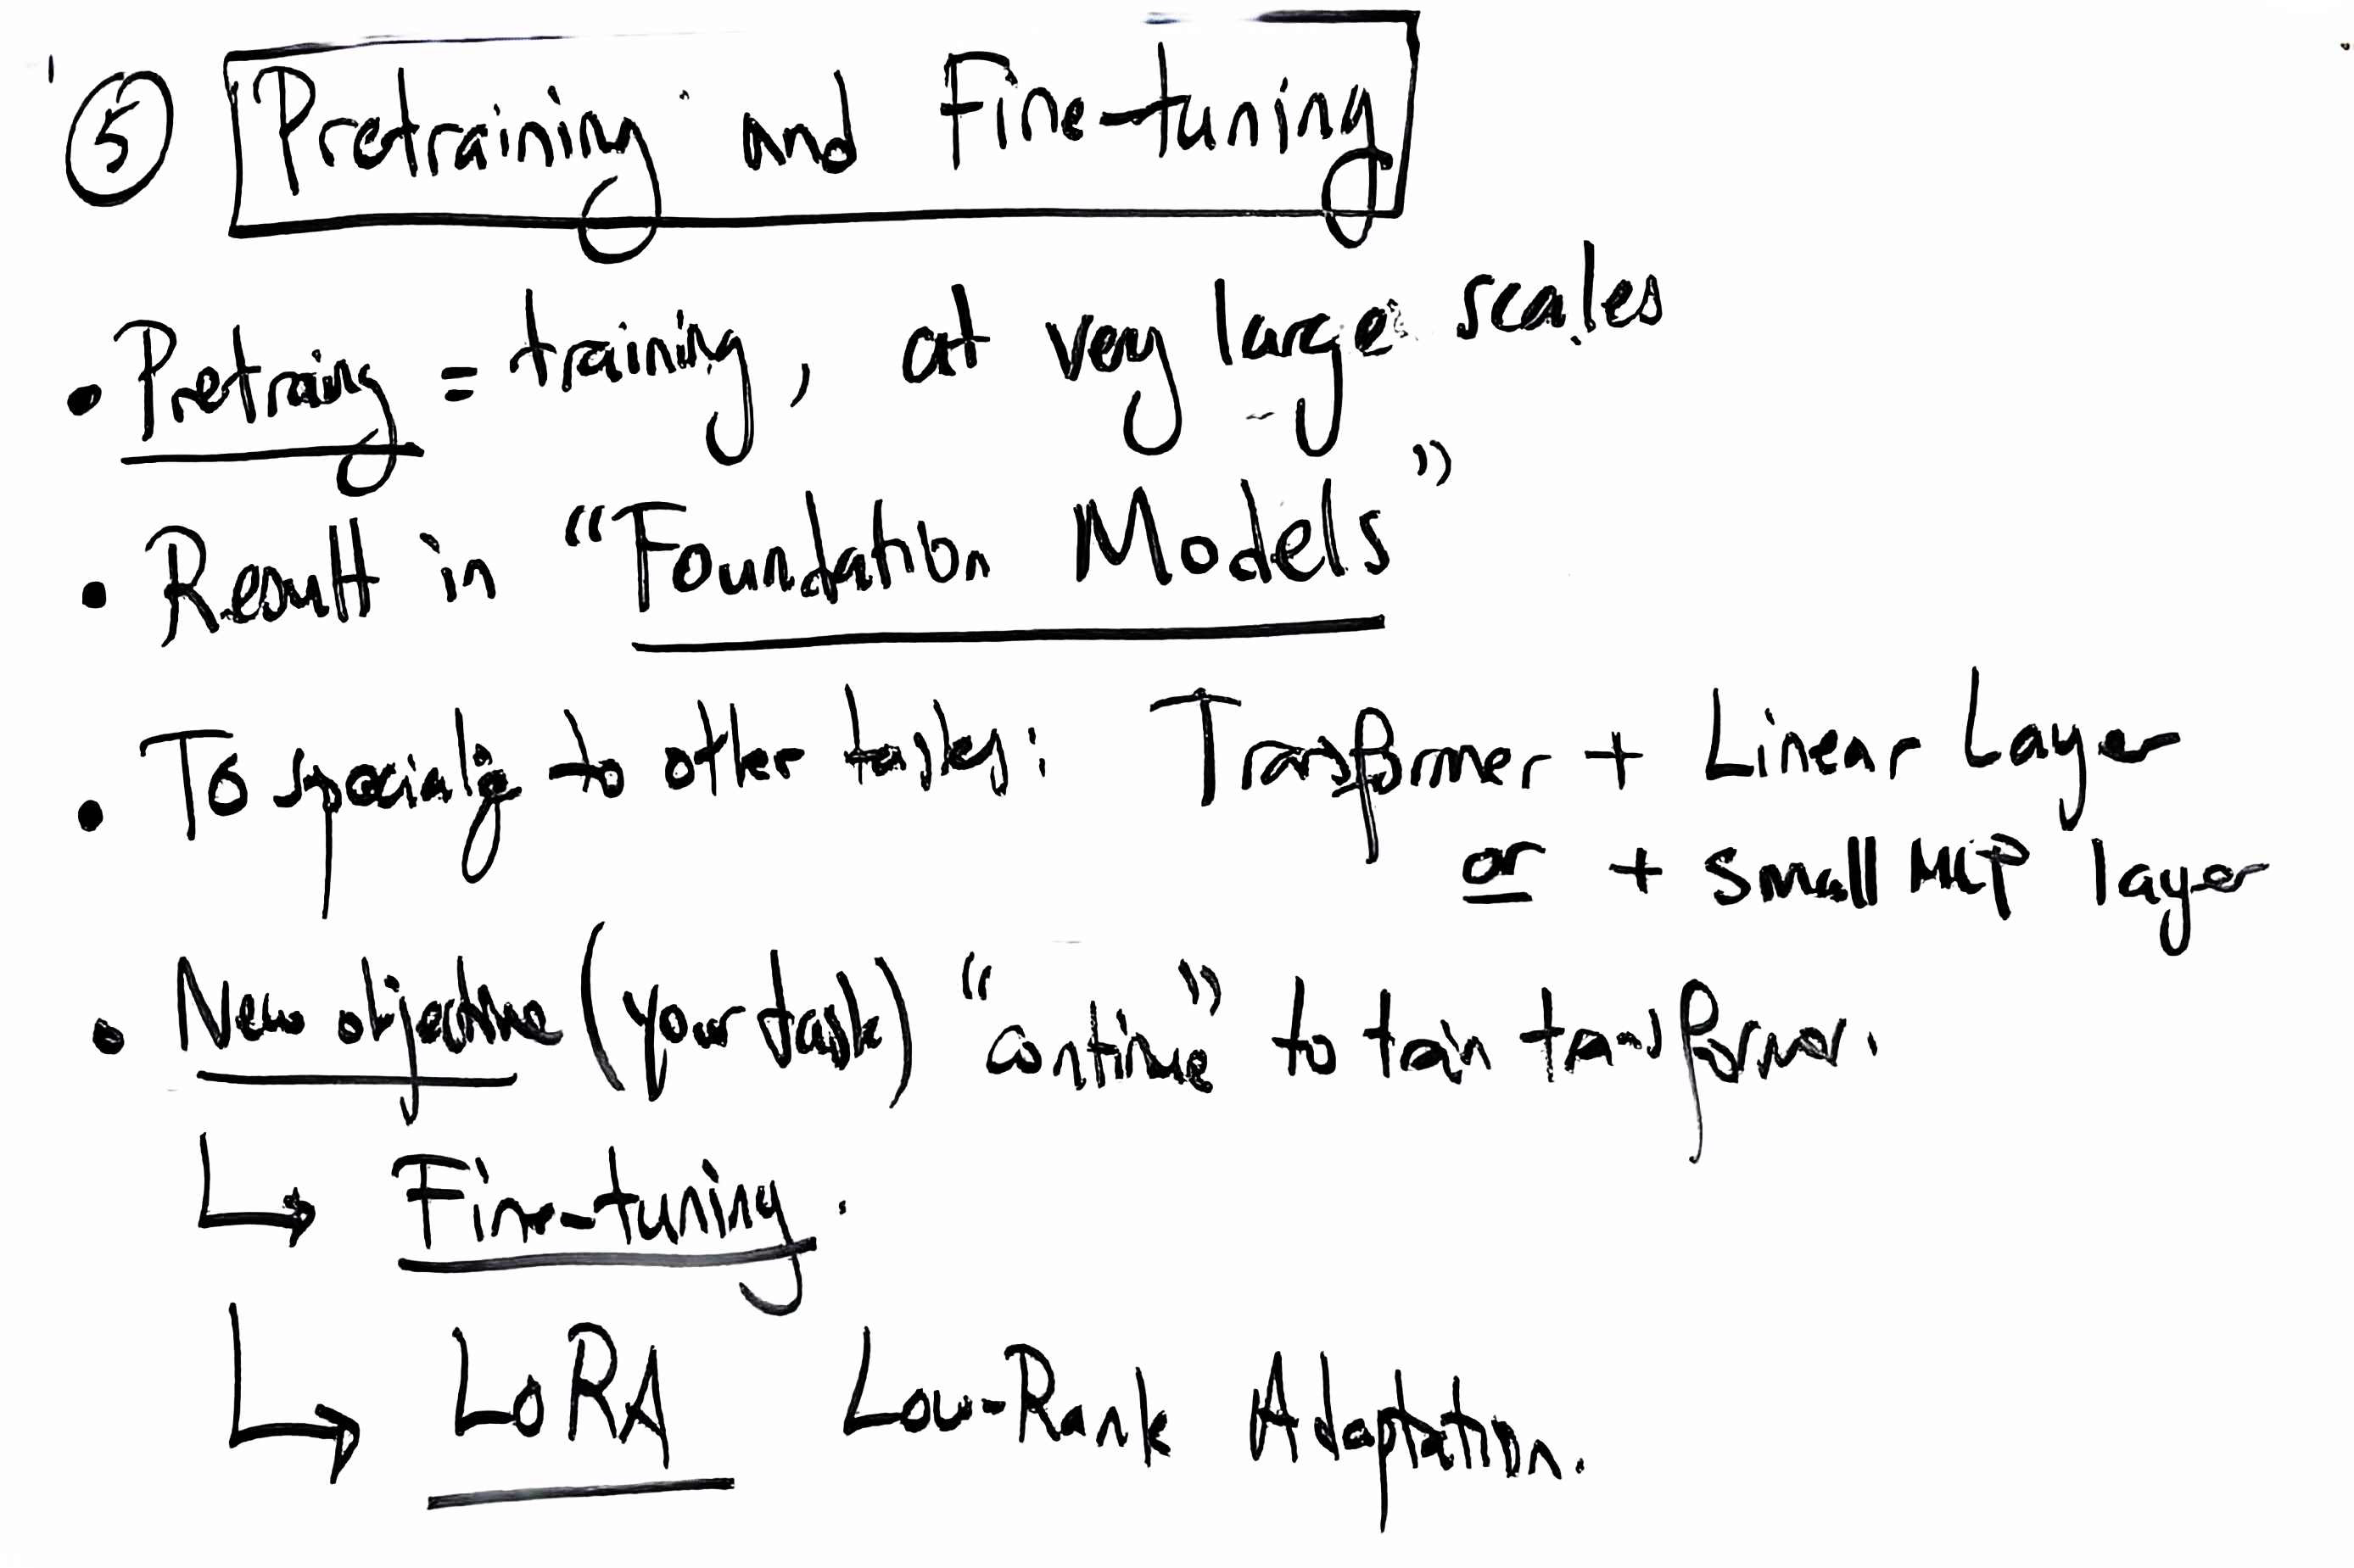 ⑤ Pretraining and Fine-tuning
• Pretraing = training, at very large scales
• Result in "Foundation Models"
• To specialize to other tasks: Transformer + Linear Layer
or + small MLP layer
• New objective (your task) "continue" to train transformer.
↳ Fine-tuning.
↳ LoRA Low-Rank Adaptation.